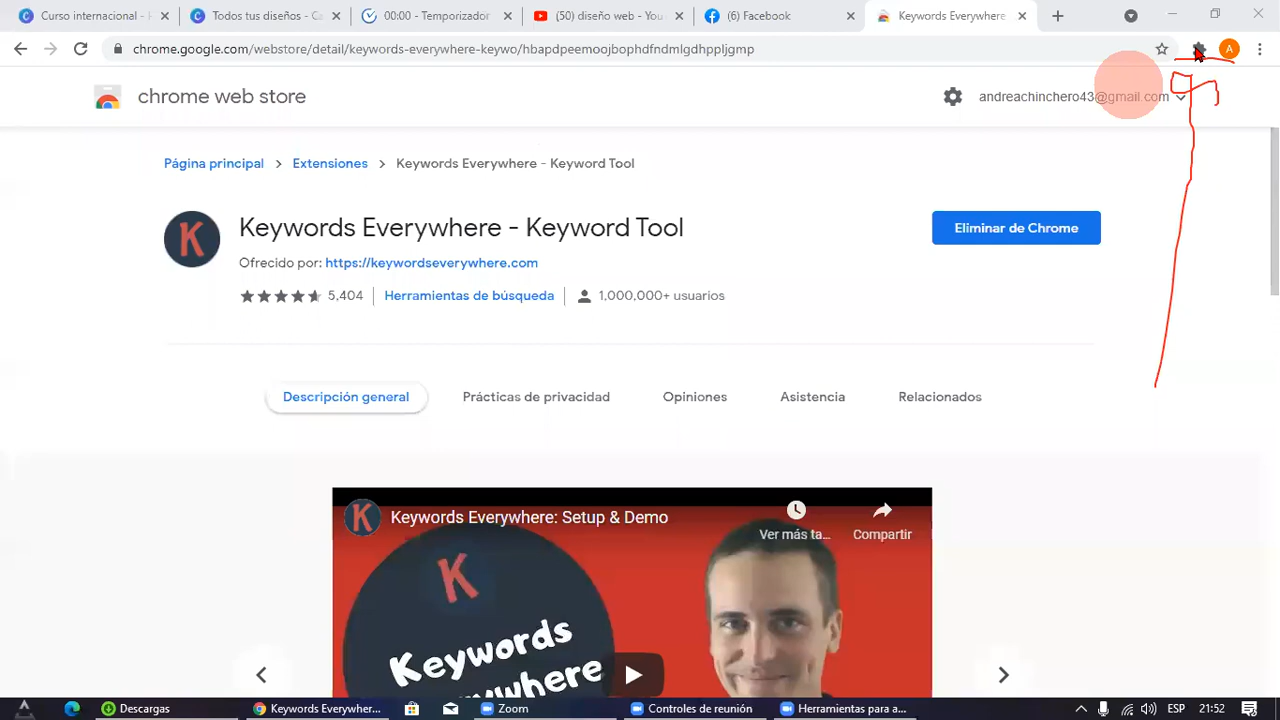 Curso internacional - H
Todos tus diseños - Ca
00:00 - Temporizador
(50) diseño web - You
(6) Facebook
Keywords Everywhere
chrome.google.com/webstore/detail/keywords-everywhere-keywo/hbapdpeemoojbophdfndmlgdhppljgmp
A
chrome web store
andreachinchero43@gmail.com
Página principal > Extensiones > Keywords Everywhere - Keyword Tool
K
Keywords Everywhere - Keyword Tool
Eliminar de Chrome
Ofrecido por: https://keywordseverywhere.com
5,404
Herramientas de búsqueda
1,000,000+ usuarios
Descripción general
Prácticas de privacidad
Opiniones
Asistencia
Relacionados
K
Keywords Everywhere: Setup & Demo
Ver más ta...
Compartir
K
Keywords
Everywhere
Descargas
Keywords Everywhere...
Zoom
Controles de reunión
Herramientas para a...
ESP
21:52